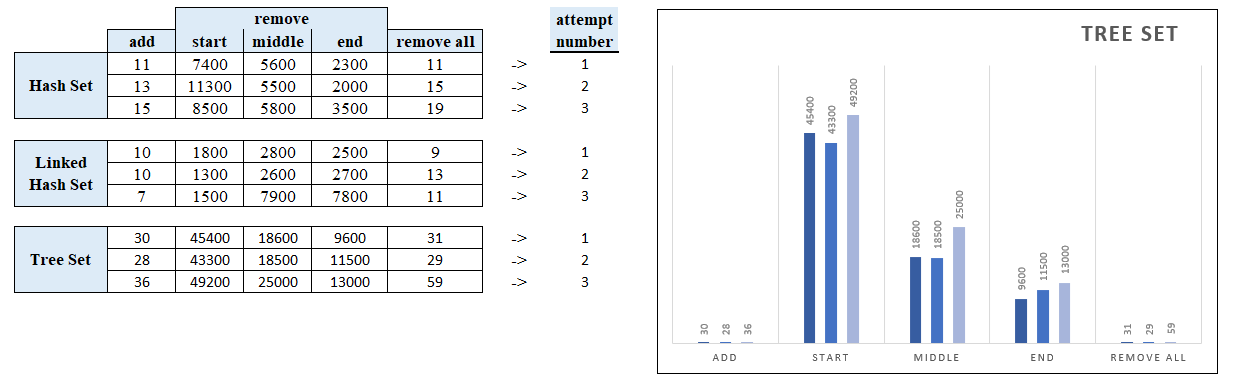 remove
add start middle end remove all
attempt
number
Hash Set
11 7400 5600 2300 11 -> 1
13 11300 5500 2000 15 -> 2
15 8500 5800 3500 19 -> 3
Linked
Hash Set
10 1800 2800 2500 9 -> 1
10 1300 2600 2700 13 -> 2
7 1500 7900 7800 11 -> 3
Tree Set
30 45400 18600 9600 31 -> 1
28 43300 18500 11500 29 -> 2
36 49200 25000 13000 59 -> 3
TREE SET
30 28 36
45400 43300 49200
18600 18500 25000
9600 11500 13000
31 29 59
ADD START MIDDLE END REMOVE ALL